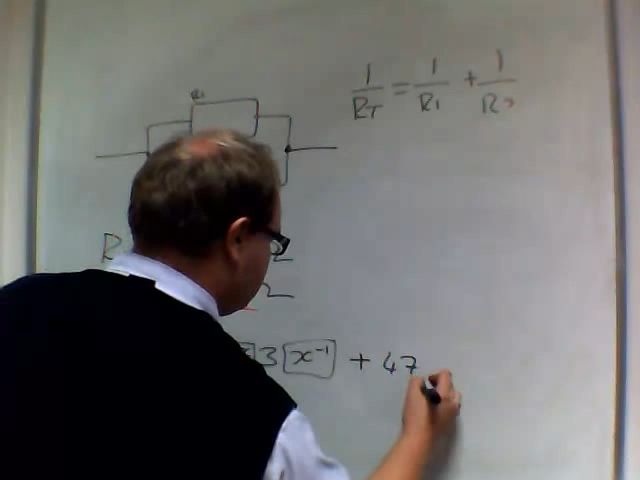 R1
1/RT = 1/R1 + 1/R2
R
3 x⁻¹ + 47